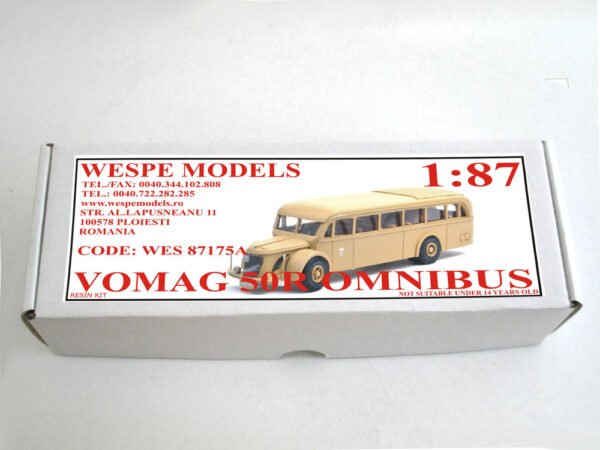 WESPE MODELS
1:87
TEL./FAX: 0040.344.102.808
TEL.: 0040.722.282.285
www.wespemodels.ro
STR. AL.LAPUSNEANU 11
100578 PLOIESTI
ROMANIA
CODE: WES 87175A
VOMAG 50R OMNIBUS
RESIN KIT
NOT SUITABLE UNDER 14 YEARS OLD